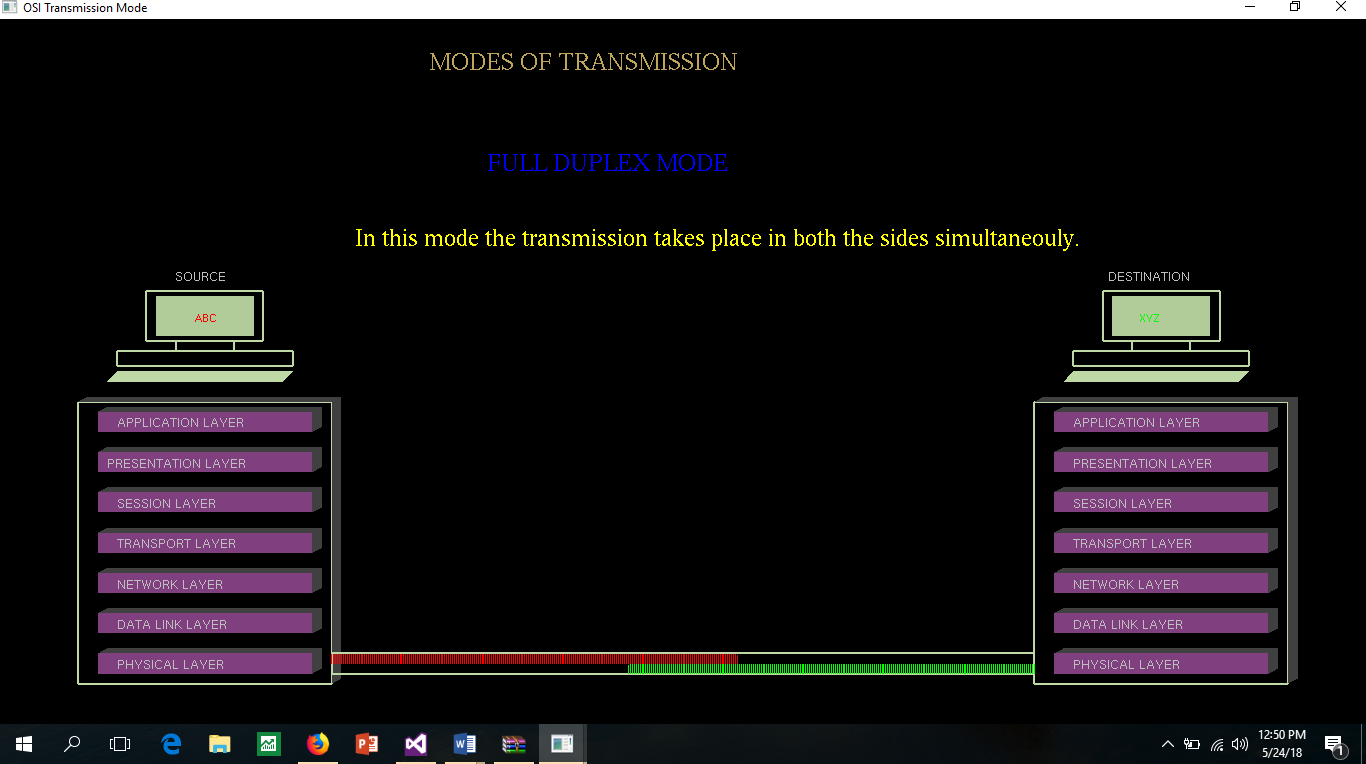 OSI Transmission Mode
MODES OF TRANSMISSION
FULL DUPLEX MODE
In this mode the transmission takes place in both the sides simultaneouly.
SOURCE
ABC
APPLICATION LAYER
PRESENTATION LAYER
SESSION LAYER
TRANSPORT LAYER
NETWORK LAYER
DATA LINK LAYER
PHYSICAL LAYER
DESTINATION
XYZ
APPLICATION LAYER
PRESENTATION LAYER
SESSION LAYER
TRANSPORT LAYER
NETWORK LAYER
DATA LINK LAYER
PHYSICAL LAYER
12:50 PM
5/24/18
1